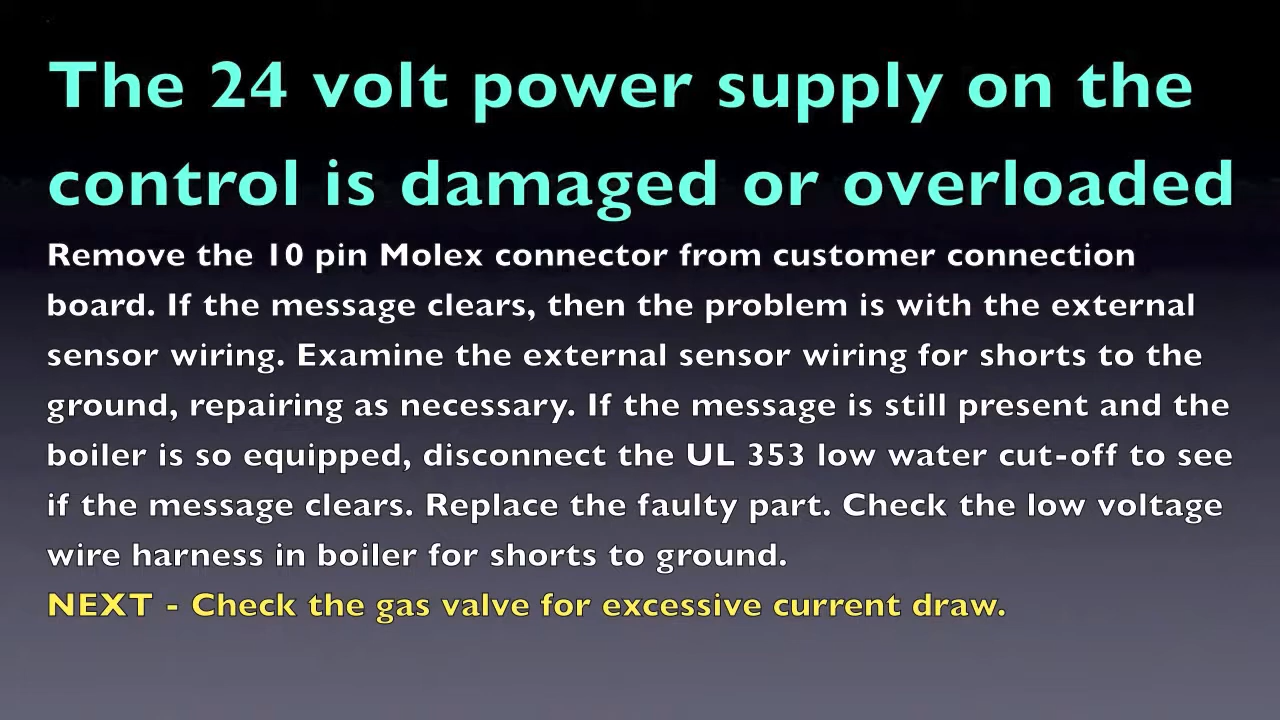 The 24 volt power supply on the
control is damaged or overloaded
Remove the 10 pin Molex connector from customer connection
board. If the message clears, then the problem is with the external
sensor wiring. Examine the external sensor wiring for shorts to the
ground, repairing as necessary. If the message is still present and the
boiler is so equipped, disconnect the UL 353 low water cut-off to see
if the message clears. Replace the faulty part. Check the low voltage
wire harness in boiler for shorts to ground.
NEXT - Check the gas valve for excessive current draw.